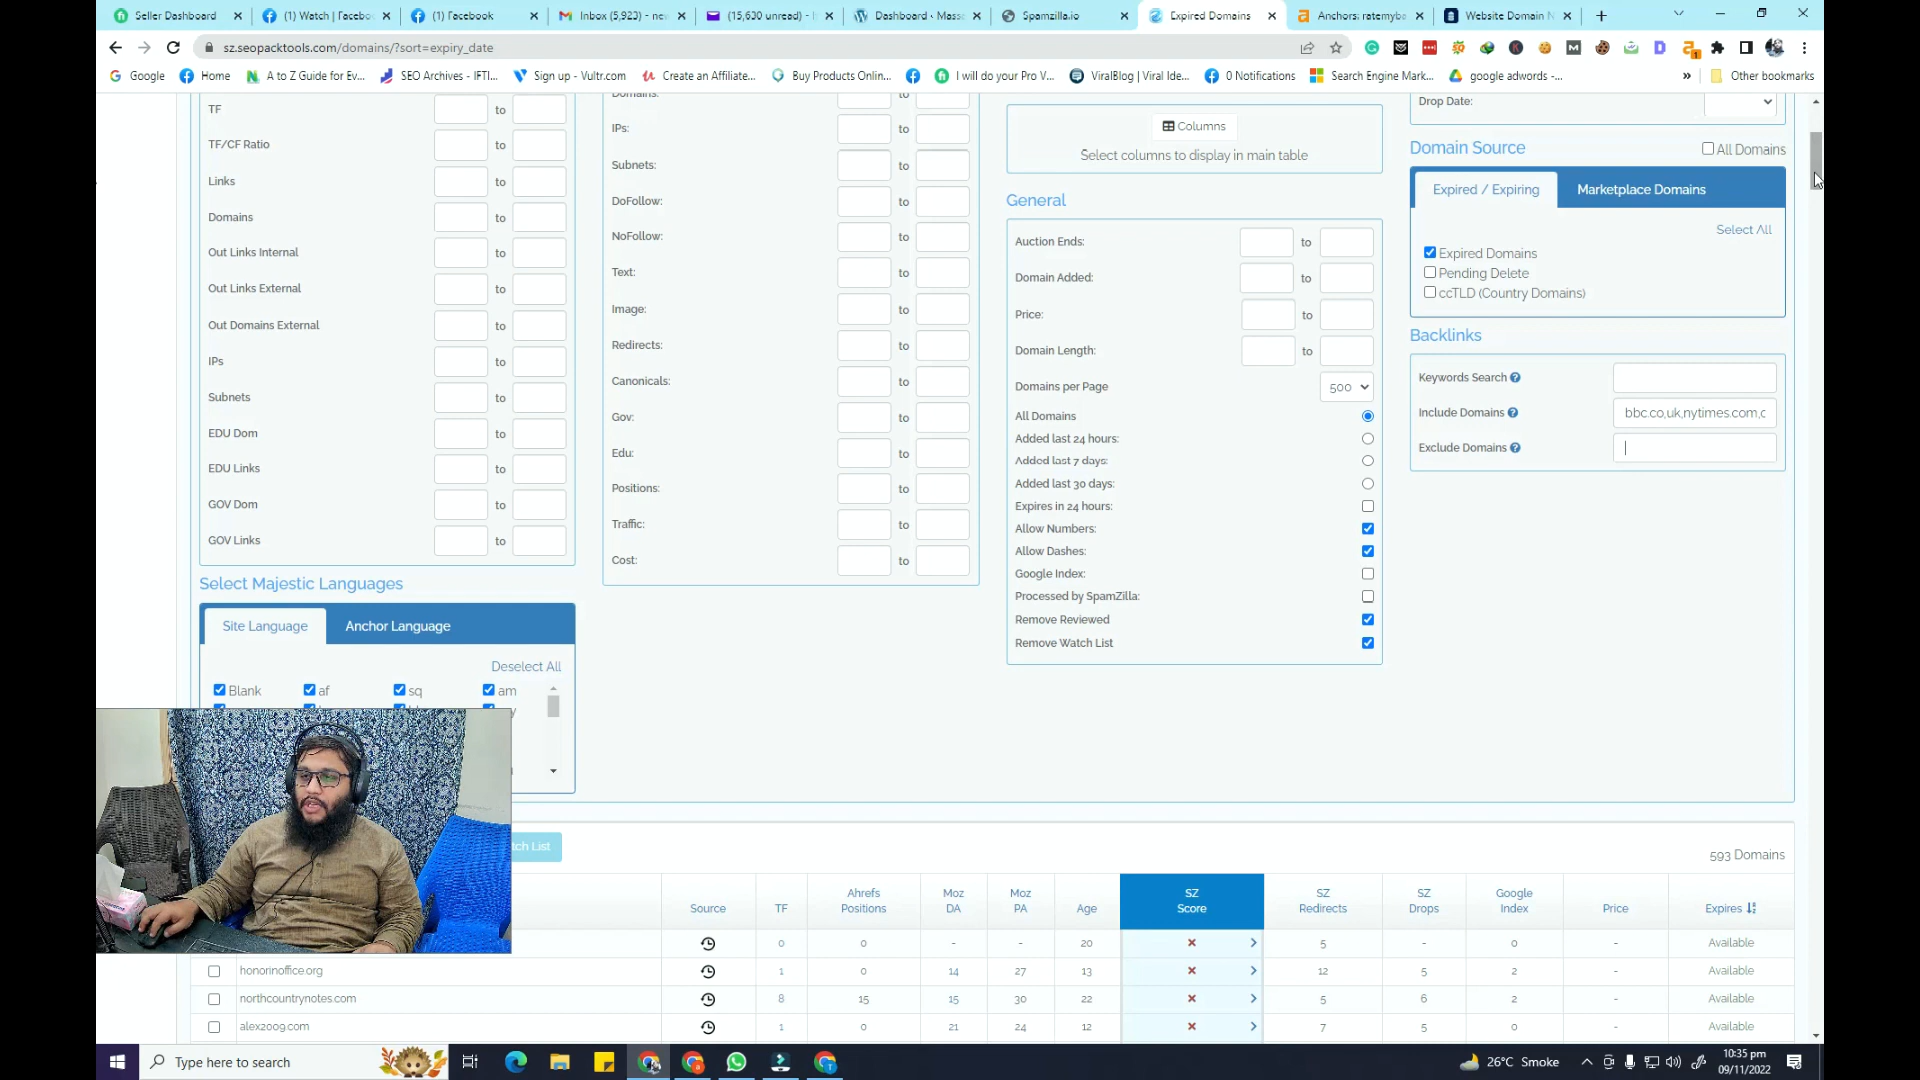 Seller Dashboard
(1) Watch | Facebo
(1) Facebook
Inbox (5,923) - ne
(15,630 unread) -
Dashboard ‹ Mass
Spamzilla.io
Expired Domains
Anchors: ratemyba
Website Domain N
sz.seopacktools.com/domains/?sort=expiry_date
Google
Home
A to Z Guide for Ev...
SEO Archives - IFTI...
Sign up - Vultr.com
Create an Affiliate...
Buy Products Onlin...
I will do your Pro V...
ViralBlog | Viral Ide...
0 Notifications
Search Engine Mark...
google adwords -...
»
Other bookmarks
TF to
TF/CF Ratio to
Links to
Domains to
Out Links Internal to
Out Links External to
Out Domains External to
IPs to
Subnets to
EDU Dom to
EDU Links to
GOV Dom to
GOV Links to
Select Majestic Languages
Site Language Anchor Language
Deselect All
Blank af sq am
Domains: to
IPs: to
Subnets: to
DoFollow: to
NoFollow: to
Text: to
Image: to
Redirects: to
Canonicals: to
Gov: to
Edu: to
Positions: to
Traffic: to
Cost: to
Columns
Select columns to display in main table
General
Auction Ends: to
Domain Added: to
Price: to
Domain Length: to
Domains per Page 500
All Domains
Added last 24 hours:
Added last 7 days:
Added last 30 days:
Expires in 24 hours:
Allow Numbers:
Allow Dashes:
Google Index:
Processed by SpamZilla:
Remove Reviewed
Remove Watch List
Drop Date:
Domain Source All Domains
Expired / Expiring Marketplace Domains
Select All
Expired Domains
Pending Delete
ccTLD (Country Domains)
Backlinks
Keywords Search
Include Domains bbc.co,uk,nytimes.com,c
Exclude Domains
tch List
593 Domains
Source TF Ahrefs Positions Moz DA Moz PA Age SZ Score SZ Redirects SZ Drops Google Index Price Expires
0 0 - - 20 5 - 0 - Available
honorinoffice.org 1 0 14 27 13 12 5 2 - Available
northcountrynotes.com 8 15 15 30 22 5 6 2 - Available
alex2009.com 1 0 21 24 12 7 5 0 - Available
Type here to search
26°C Smoke
10:35 pm
09/11/2022